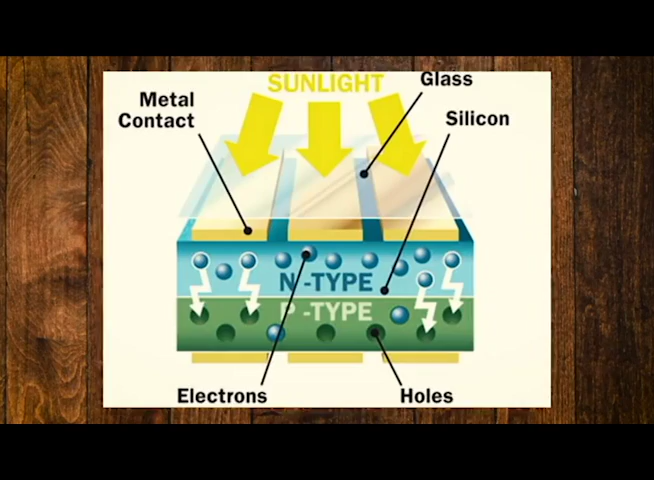 SUNLIGHT
Glass
Metal
Contact
Silicon
N-TYPE
P-TYPE
Electrons
Holes